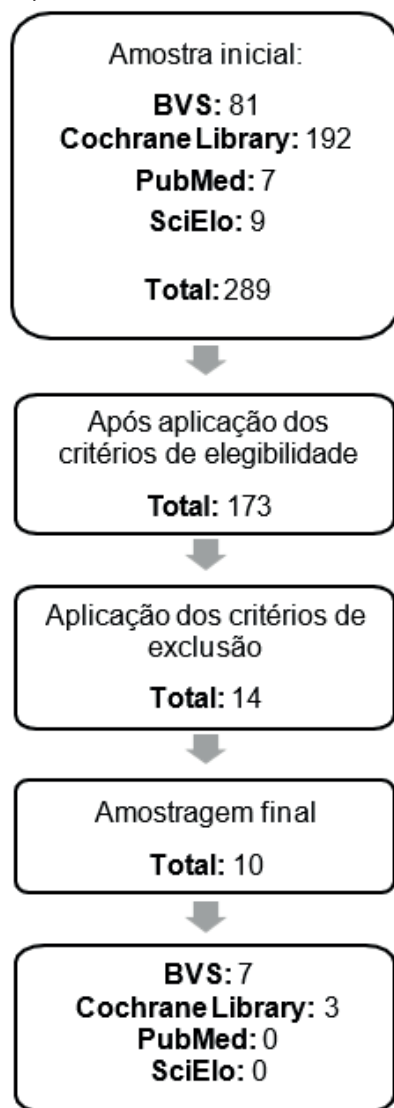 Amostra inicial:
BVS: 81
Cochrane Library: 192
PubMed: 7
SciElo: 9
Total: 289
Após aplicação dos
critérios de elegibilidade
Total: 173
Aplicação dos critérios de
exclusão
Total: 14
Amostragem final
Total: 10
BVS: 7
Cochrane Library: 3
PubMed: 0
SciElo: 0